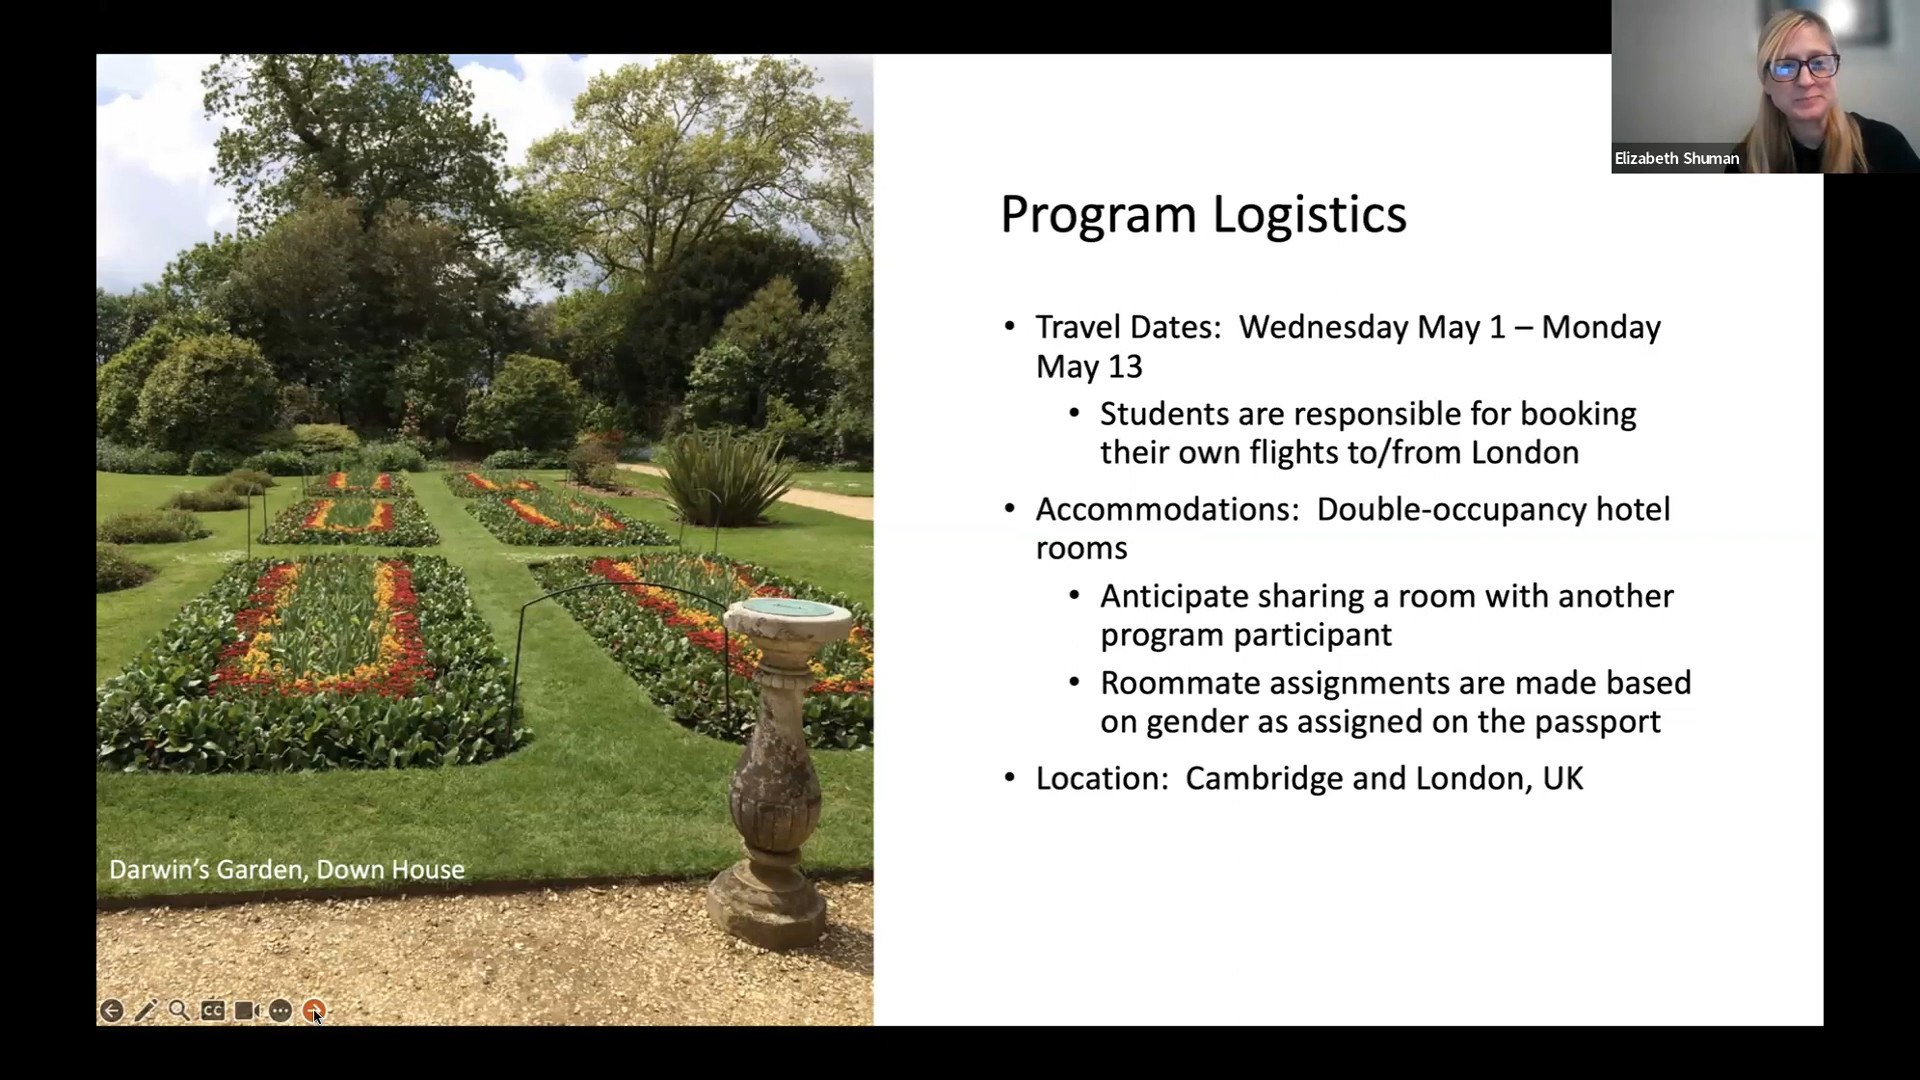 Elizabeth Shuman
Program Logistics
• Travel Dates:  Wednesday May 1 – Monday
May 13
• Students are responsible for booking
their own flights to/from London
• Accommodations:  Double-occupancy hotel
rooms
• Anticipate sharing a room with another
program participant
• Roommate assignments are made based
on gender as assigned on the passport
• Location:  Cambridge and London, UK
Darwin’s Garden, Down House
CC